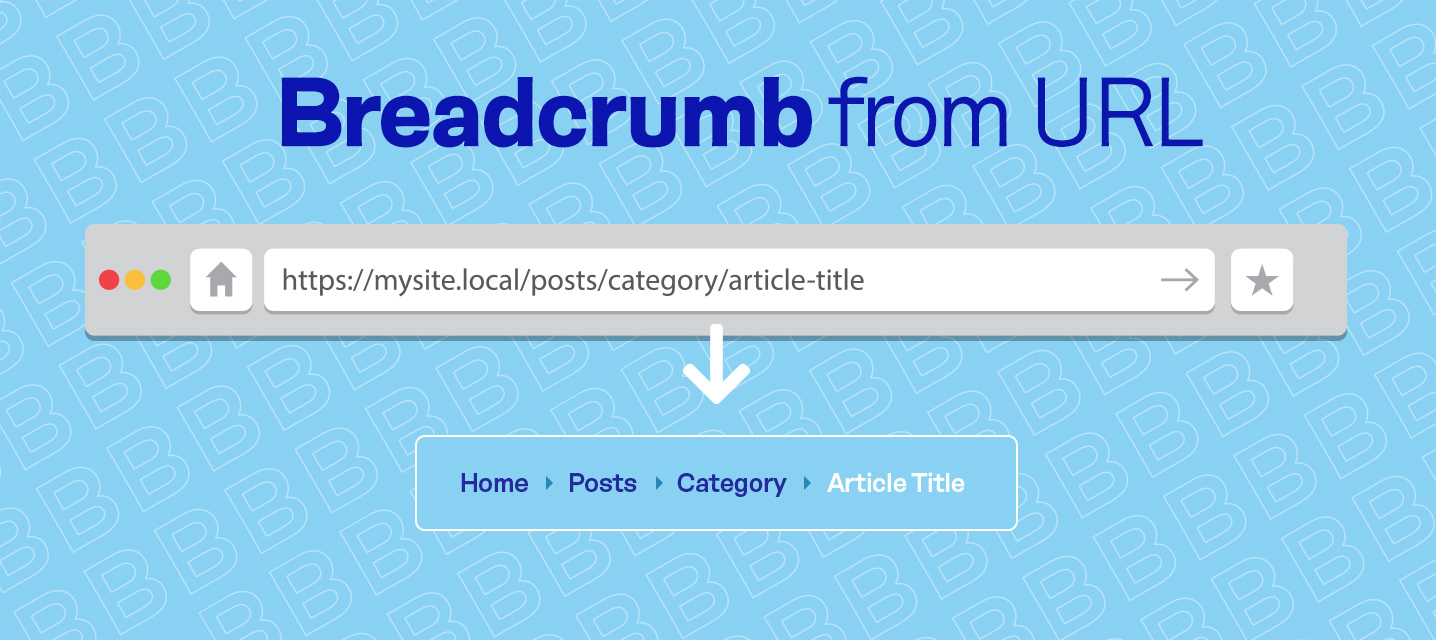 Breadcrumb from URL
https://mysite.local/posts/category/article-title
Home Posts Category Article Title